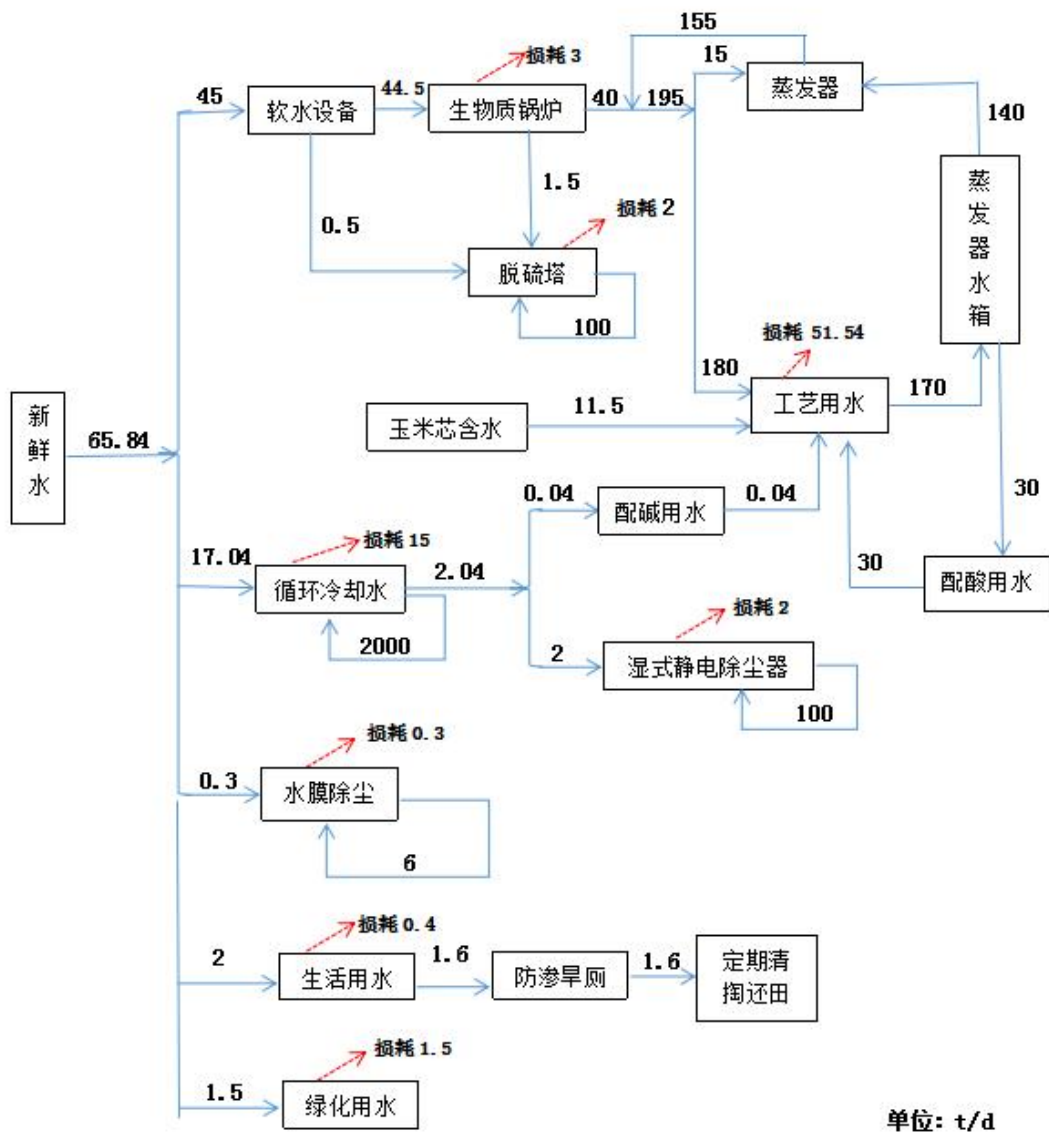 155
损耗 3
15
45
软水设备
44.5
生物质锅炉
40
195
蒸发器
140
1.5
0.5
损耗 2
脱硫塔
100
蒸发器水箱
损耗 51.54
180
工艺用水
170
新鲜水
65.84
玉米芯含水
11.5
0.04
配碱用水
0.04
30
17.04
损耗 15
循环冷却水
2.04
30
配酸用水
2000
2
损耗 2
湿式静电除尘器
100
损耗 0.3
0.3
水膜除尘
6
损耗 0.4
2
生活用水
1.6
防渗旱厕
1.6
定期清
掏还田
损耗 1.5
1.5
绿化用水
单位: t/d